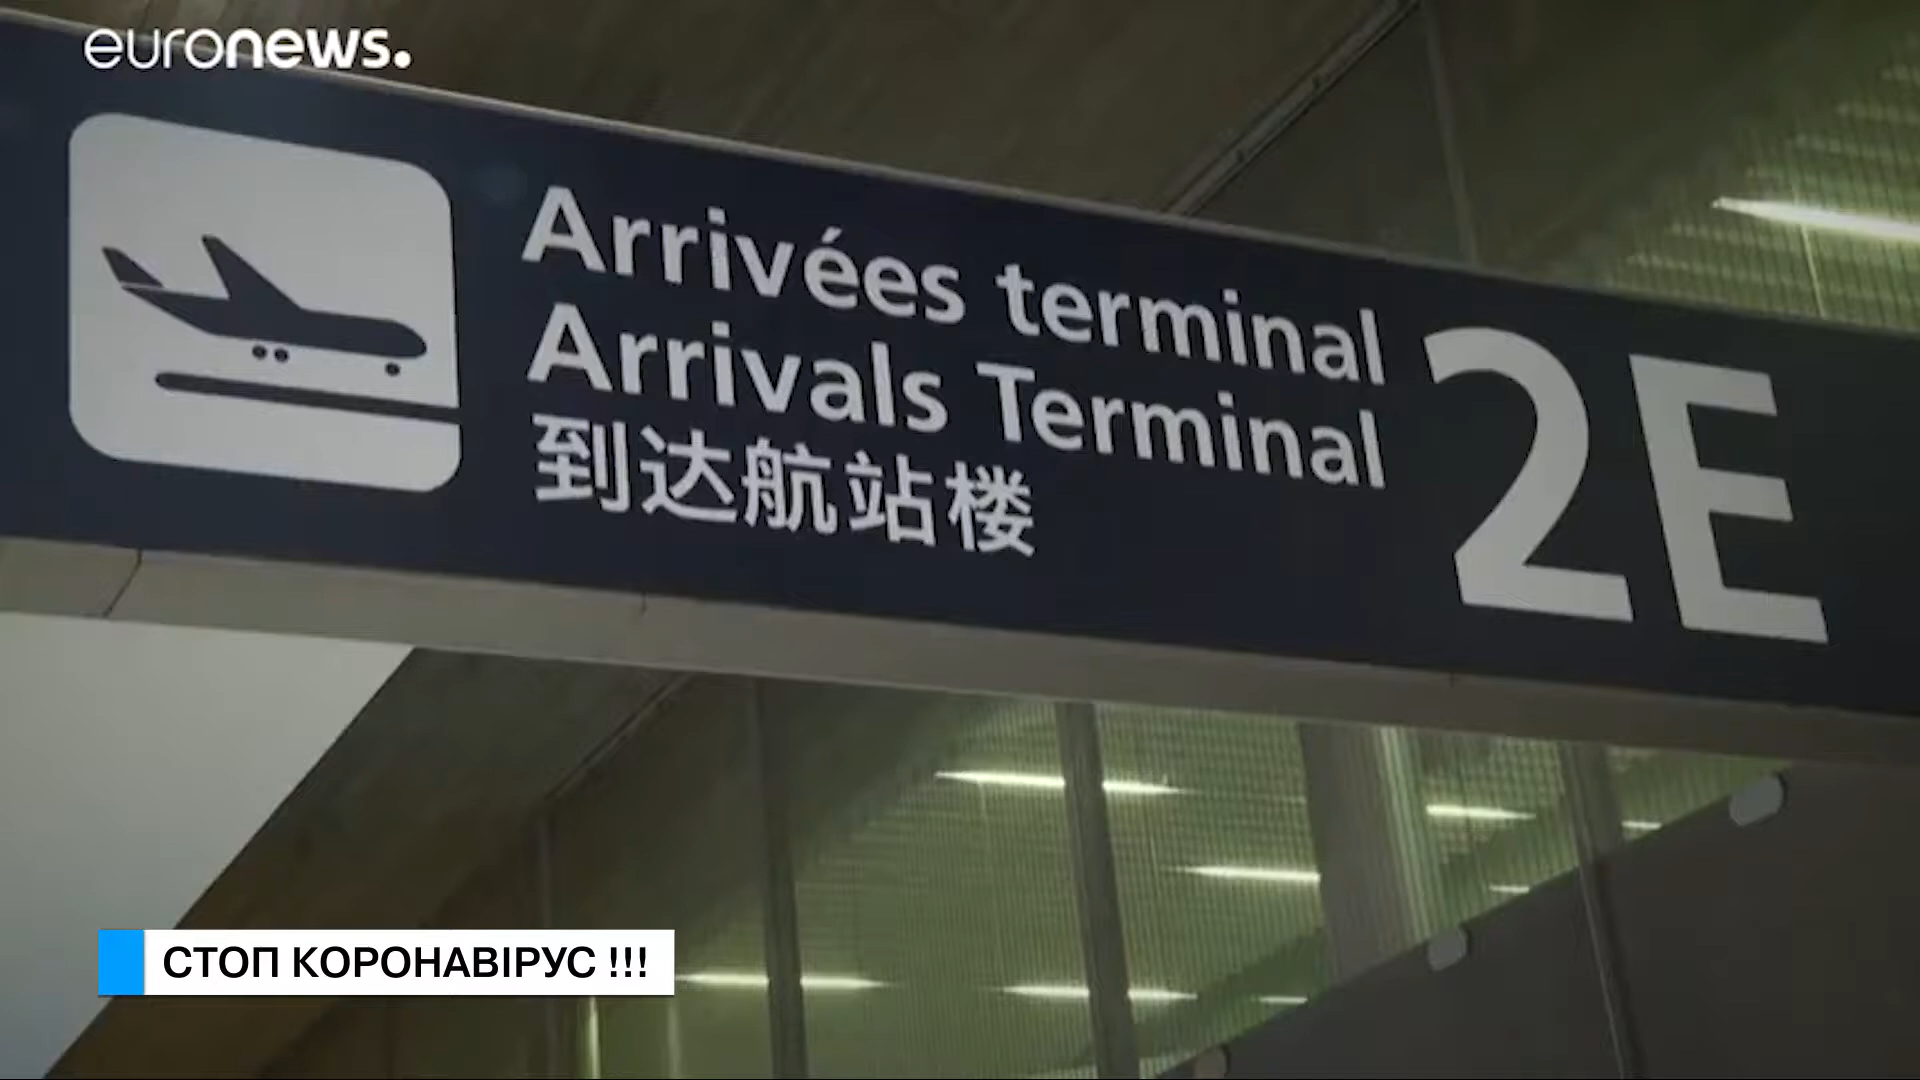 euronews.
Arrivées terminal
Arrivals Terminal
到达航站楼
2E
СТОП КОРОНАВІРУС !!!